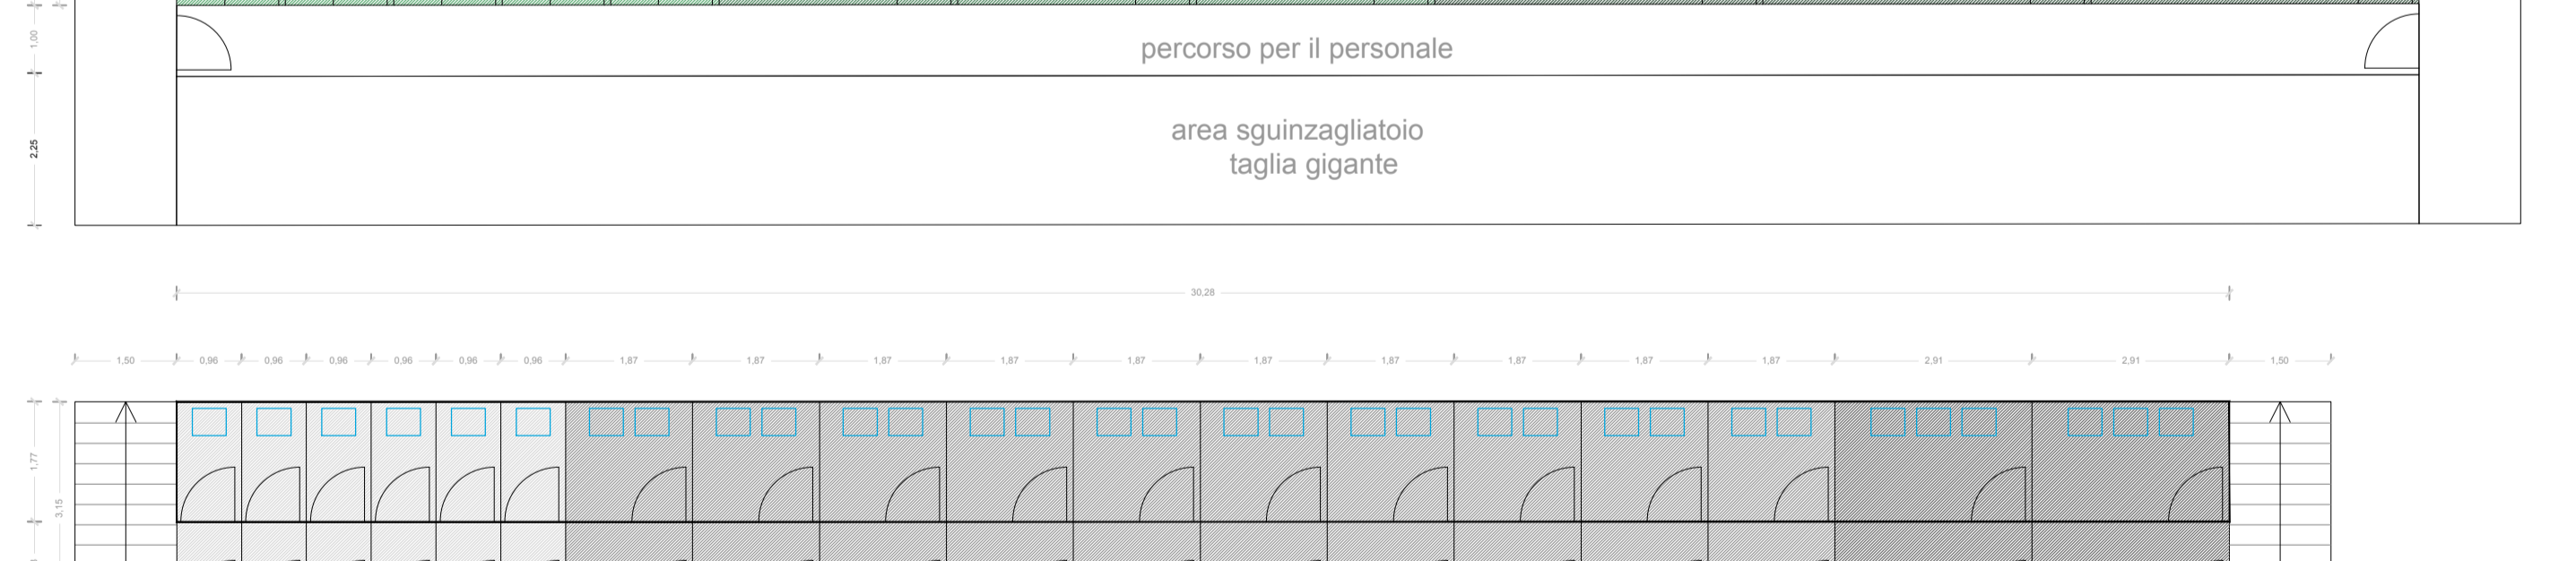 1,00
percorso per il personale
2,25
area sguinzagliatoio
taglia gigante
30,28
1,50 0,96 0,96 0,96 0,96 0,96 0,96 1,87 1,87 1,87 1,87 1,87 1,87 1,87 1,87 1,87 1,87 2,91 2,91 1,50
1,77
3,15